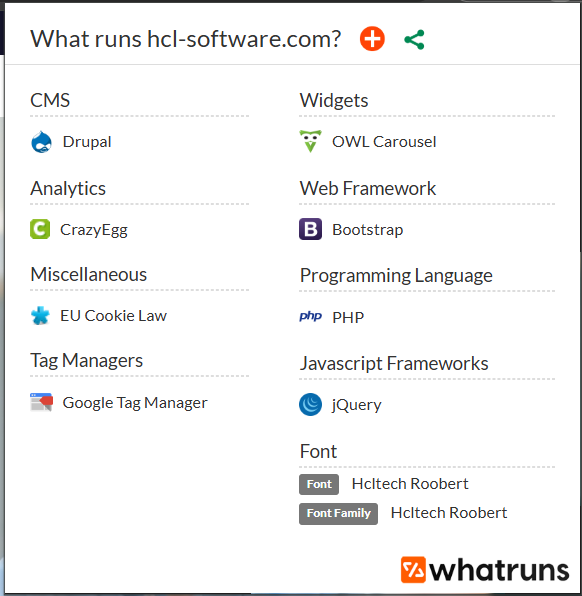 What runs hcl-software.com?
CMS
Drupal
Analytics
CrazyEgg
Miscellaneous
EU Cookie Law
Tag Managers
Google Tag Manager
Widgets
OWL Carousel
Web Framework
B Bootstrap
Programming Language
php PHP
Javascript Frameworks
jQuery
Font
Font Hcltech Roobert
Font Family Hcltech Roobert
whatruns